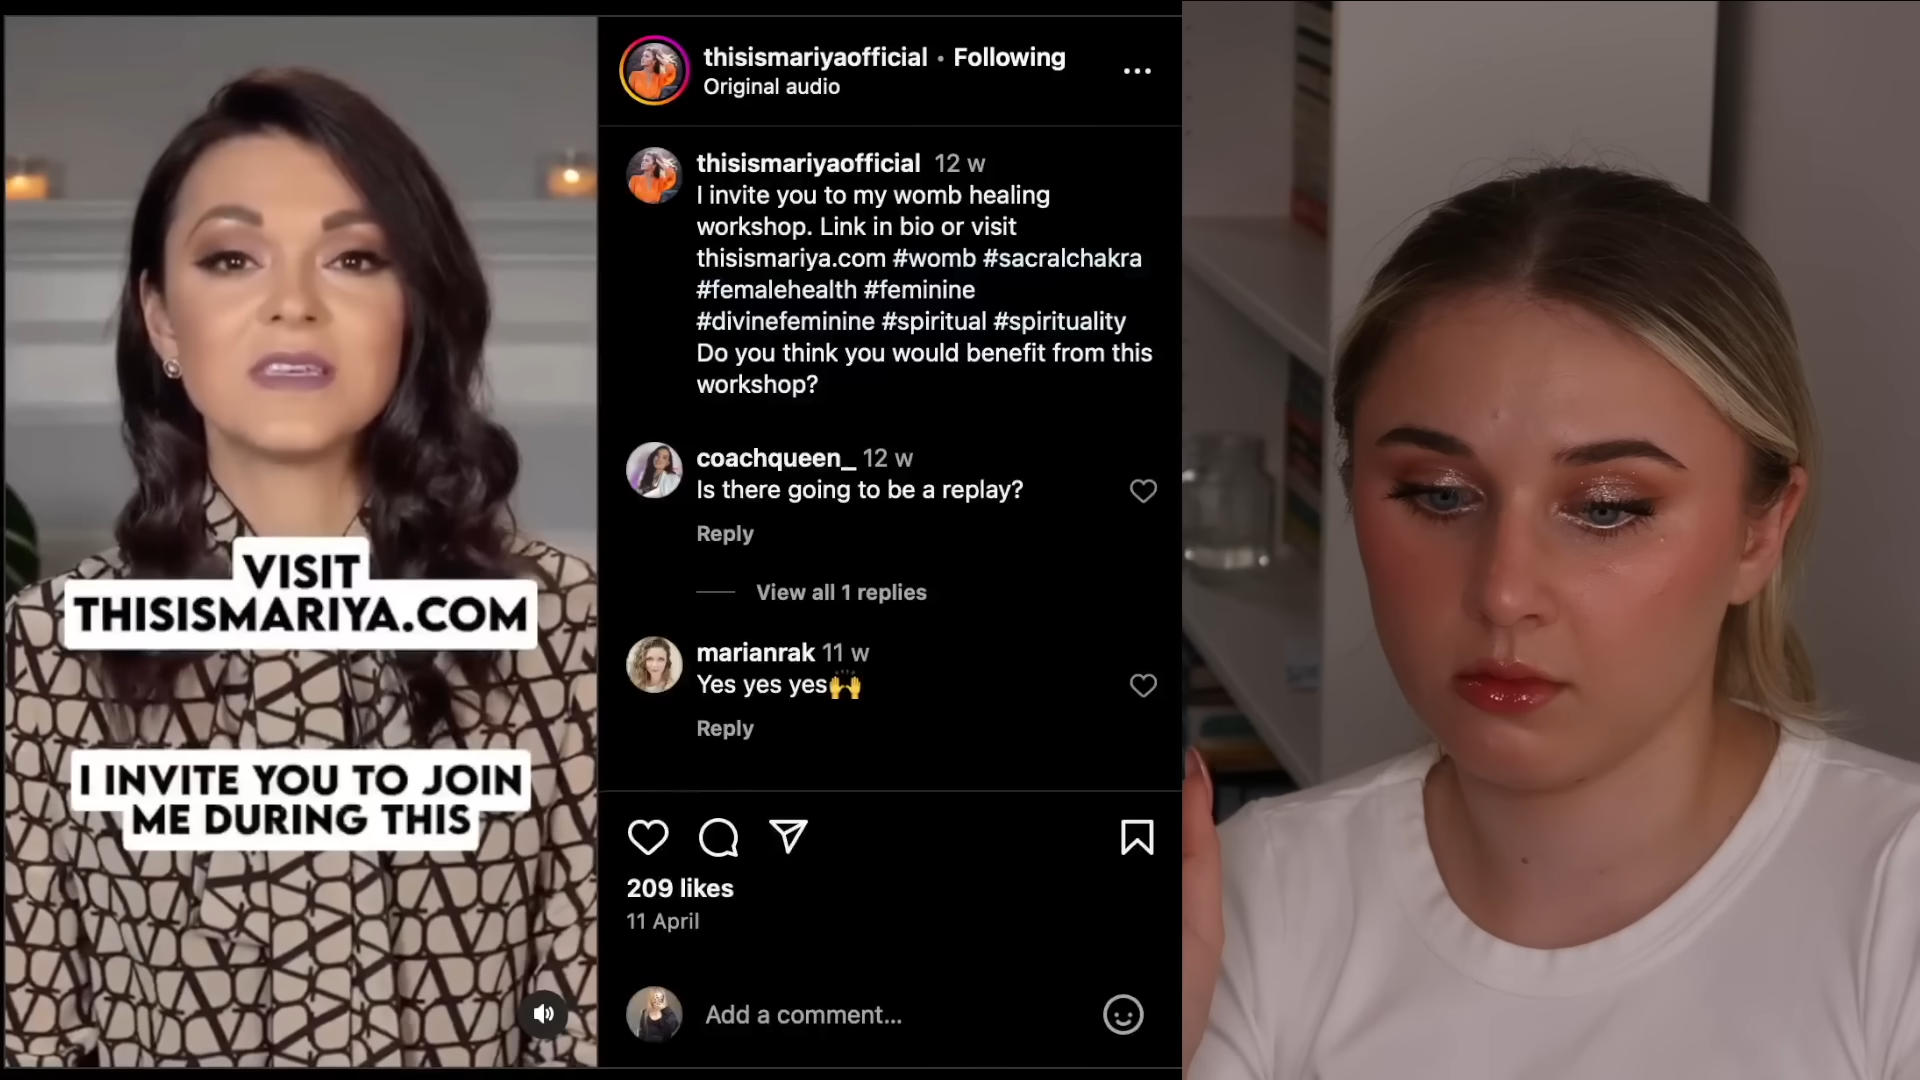 VISIT
THISISMARIYA.COM
I INVITE YOU TO JOIN
ME DURING THIS
thisismariyaofficial • Following
Original audio
thisismariyaofficial 12 w
I invite you to my womb healing
workshop. Link in bio or visit
thisismariya.com #womb #sacralchakra
#femalehealth #feminine
#divinefeminine #spiritual #spirituality
Do you think you would benefit from this
workshop?
coachqueen_ 12 w
Is there going to be a replay?
Reply
View all 1 replies
marianrak 11 w
Yes yes yes🙌
Reply
209 likes
11 April
Add a comment...